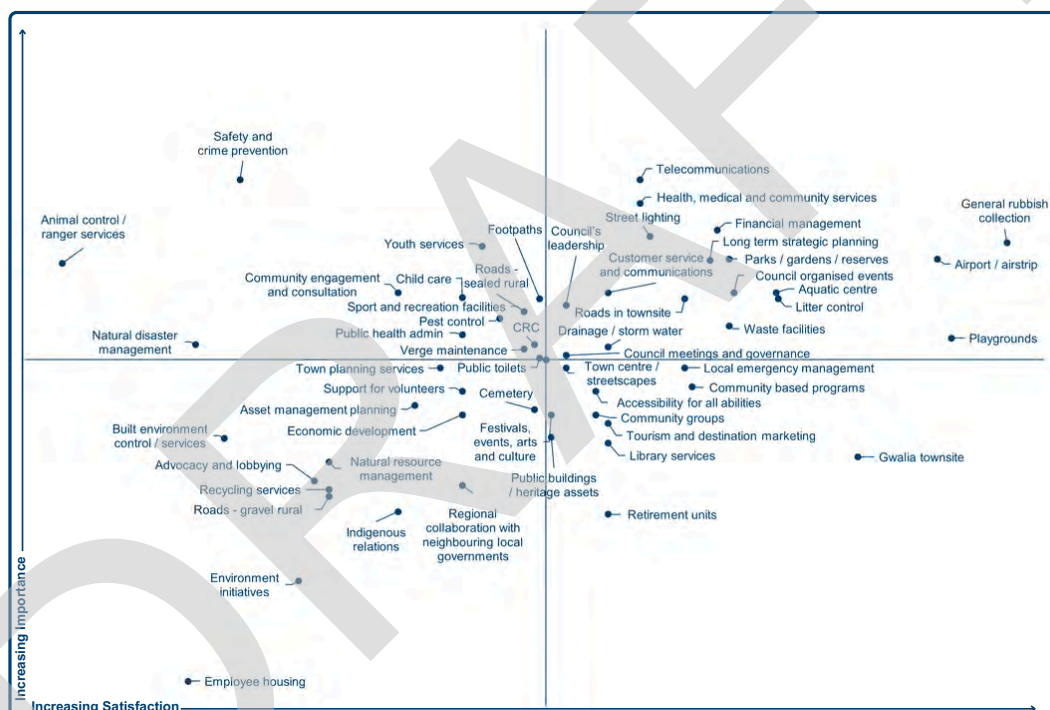 Safety and
crime prevention
Telecommunications
Health, medical and community services
Animal control /
ranger services
General rubbish
collection
Street lighting
Financial management
Footpaths
Council's
leadership
Youth services
Long term strategic planning
Customer service
and communications
Parks / gardens / reserves
Airport / airstrip
Roads -
sealed rural
Community engagement
and consultation
Child care
Council organised events
Aquatic centre
Litter control
Sport and recreation facilities
Roads in townsite
Pest control
CRC
Drainage / storm water
Waste facilities
Public health admin
Natural disaster
management
Playgrounds
Verge maintenance
Council meetings and governance
Town planning services
Public toilets
Town centre /
streetscapes
Local emergency management
Support for volunteers
Community based programs
Cemetery
Accessibility for all abilities
Asset management planning
Community groups
Built environment
control / services
Economic development
Festivals,
events, arts
and culture
Tourism and destination marketing
Library services
Gwalia townsite
Advocacy and lobbying
Natural resource
management
Public buildings
/ heritage assets
Recycling services
Roads - gravel rural
Regional
collaboration with
neighbouring local
governments
Retirement units
Indigenous
relations
Environment
initiatives
Employee housing
Increasing Importance
Increasing Satisfaction
DRAFT